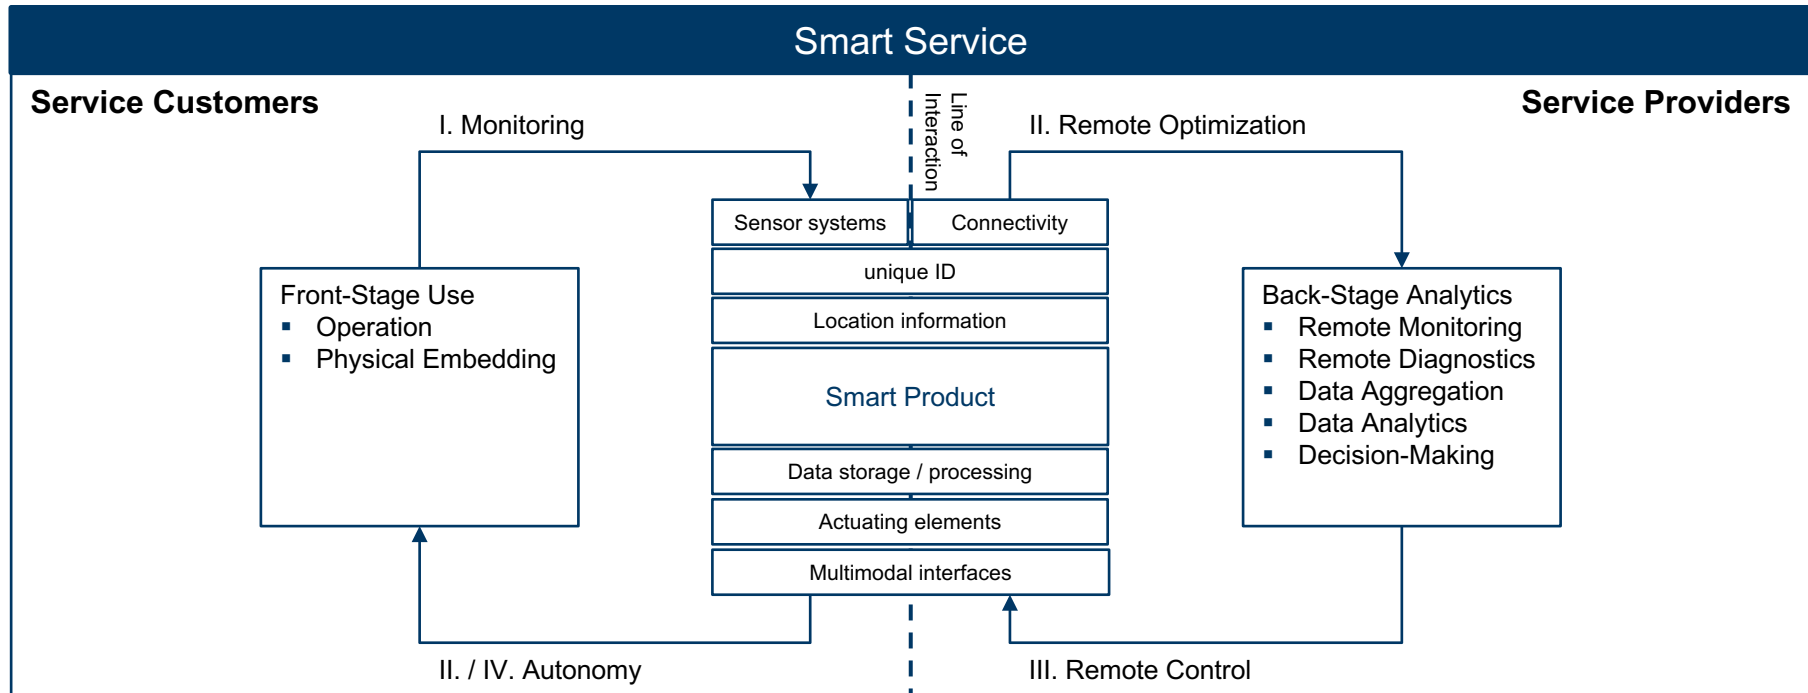 Smart Service
Service Customers
Service Providers
I. Monitoring
Line of
Interaction
II. Remote Optimization
Sensor systems
Connectivity
unique ID
Location information
Smart Product
Data storage / processing
Actuating elements
Multimodal interfaces
Front-Stage Use
▪ Operation
▪ Physical Embedding
Back-Stage Analytics
▪ Remote Monitoring
▪ Remote Diagnostics
▪ Data Aggregation
▪ Data Analytics
▪ Decision-Making
II. / IV. Autonomy
III. Remote Control